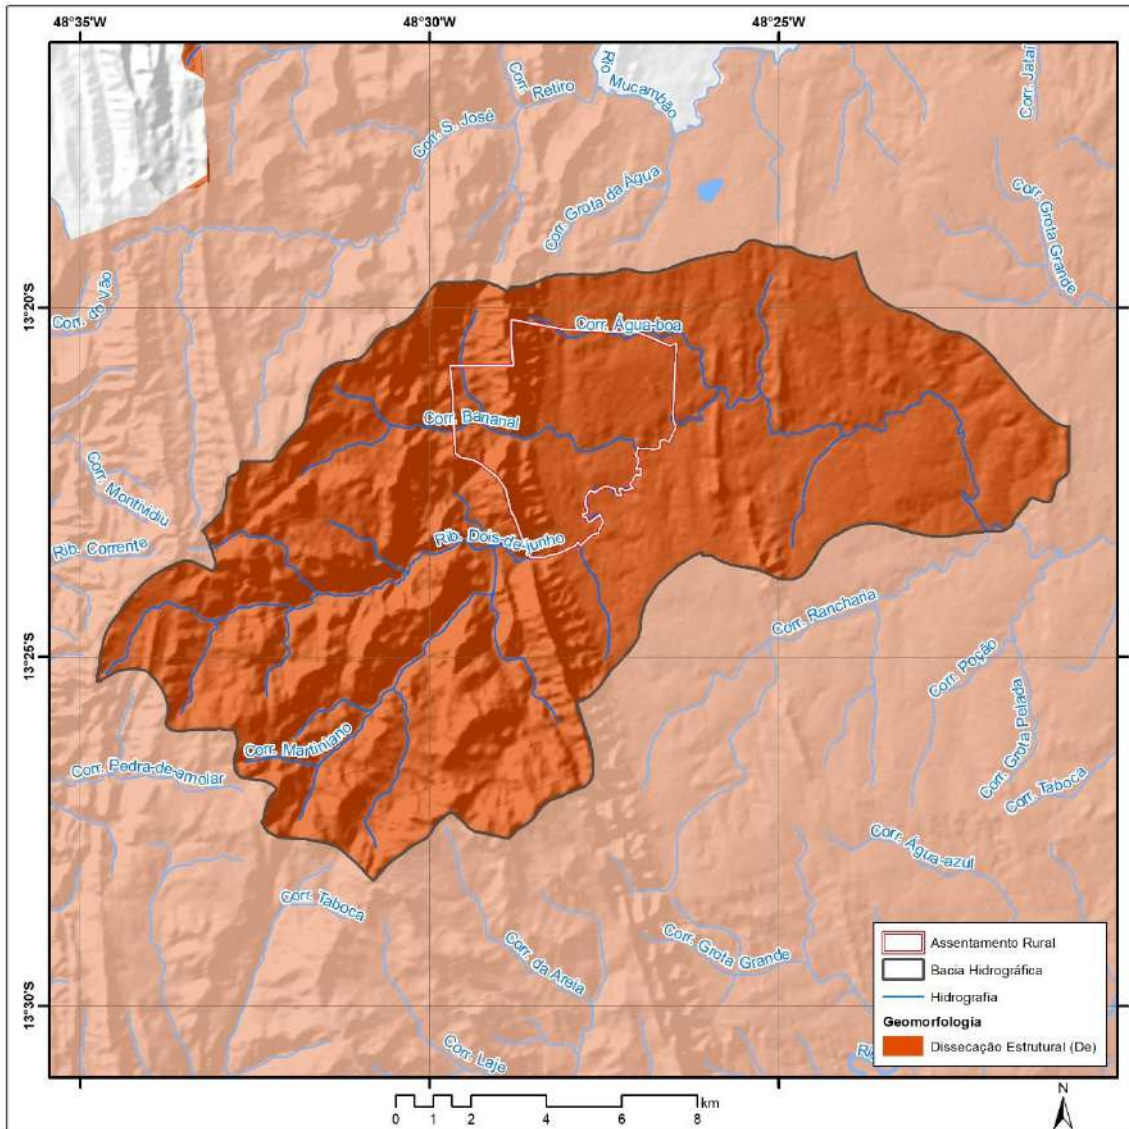 48°35'W
48°30'W
48°25'W
Rio Mucambão
Corr. Retiro
Corr. Jataí
Corr. S. José
Corr. Grota da Água
Corr. Grota Grande
Corr. do Vão
13°20'S
Corr. Água-boa
Corr. Bananal
Corr. Montividiu
Rib. Corrente
Rib. Dois-de-junho
Corr. Rancharia
13°25'S
Corr. Poção
Corr. Grota Pelada
Corr. Martiniano
Corr. Pedra-de-amolar
Corr. Taboca
Corr. Água-azul
Corr. Taboca
Corr. Grota Grande
Corr. da Areia
13°30'S
Corr. Laje
Assentamento Rural
Bacia Hidrográfica
Hidrografia
Geomorfologia
Dissecação Estrutural (De)
0 1 2 4 6 8 km
N